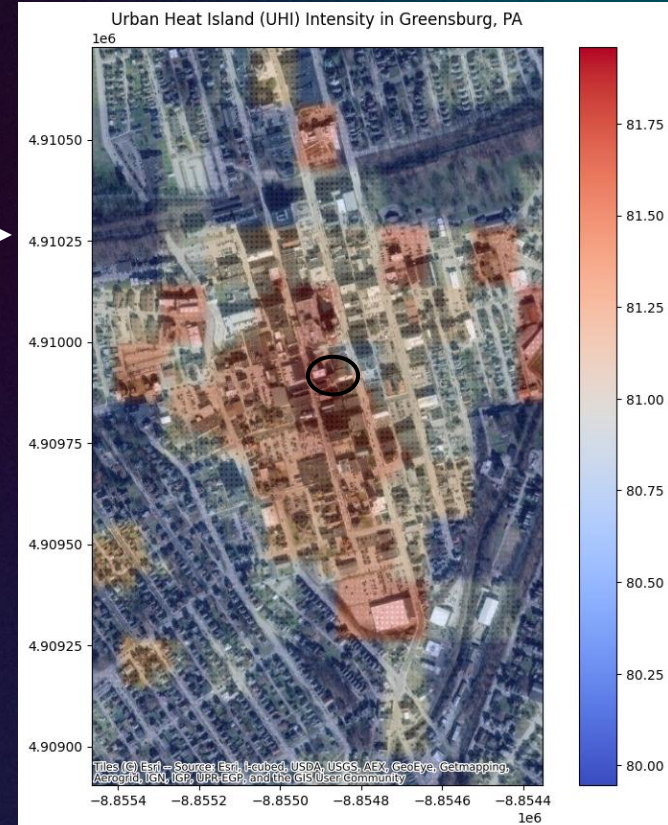 Urban Heat Island (UHI) Intensity in Greensburg, PA
1e6
4.91050
4.91025
4.91000
4.90975
4.90950
4.90925
4.90900
Tiles (C) Esri -- Source: Esri, i-cubed, USDA, USGS, AEX, GeoEye, Getmapping,
Aerogrid, IGN, IGP, UPR-EGP, and the GIS User Community
−8.8554 −8.8552 −8.8550 −8.8548 −8.8546 −8.8544
1e6
81.75
81.50
81.25
81.00
80.75
80.50
80.25
80.00